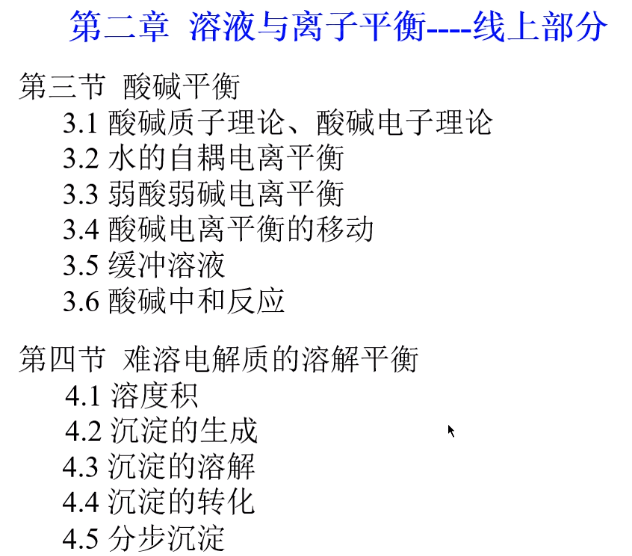 第二章 溶液与离子平衡----线上部分
第三节 酸碱平衡
3.1 酸碱质子理论、酸碱电子理论
3.2 水的自耦电离平衡
3.3 弱酸弱碱电离平衡
3.4 酸碱电离平衡的移动
3.5 缓冲溶液
3.6 酸碱中和反应
第四节 难溶电解质的溶解平衡
4.1 溶度积
4.2 沉淀的生成
4.3 沉淀的溶解
4.4 沉淀的转化
4.5 分步沉淀